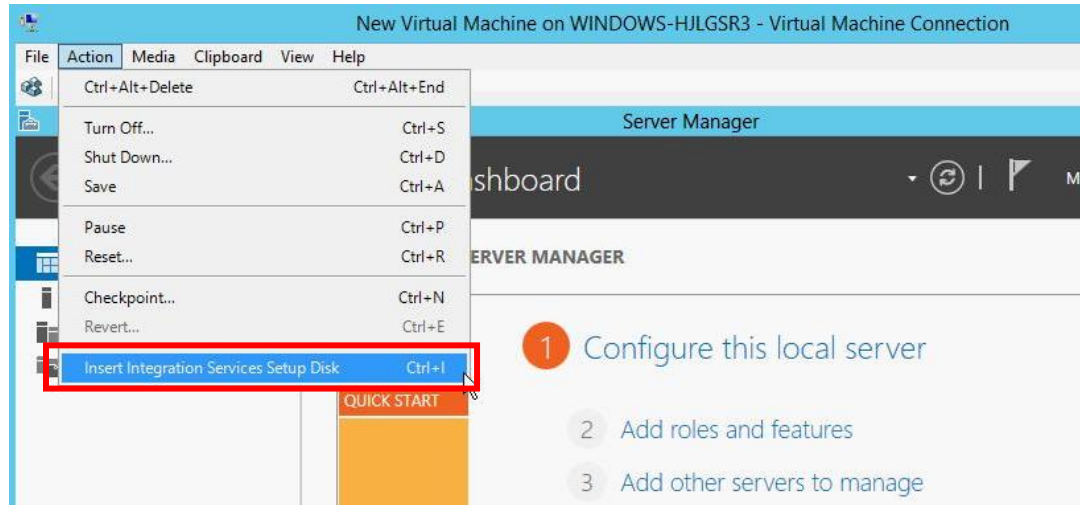 New Virtual Machine on WINDOWS-HJLGSR3 - Virtual Machine Connection
File Action Media Clipboard View Help
Ctrl+Alt+Delete Ctrl+Alt+End
Server Manager
Turn Off... Ctrl+S
Shut Down... Ctrl+D
Save Ctrl+A
shboard
M
Pause Ctrl+P
Reset... Ctrl+R
ERVER MANAGER
Checkpoint... Ctrl+N
Revert... Ctrl+E
1 Configure this local server
Insert Integration Services Setup Disk Ctrl+I
QUICK START
2 Add roles and features
3 Add other servers to manage